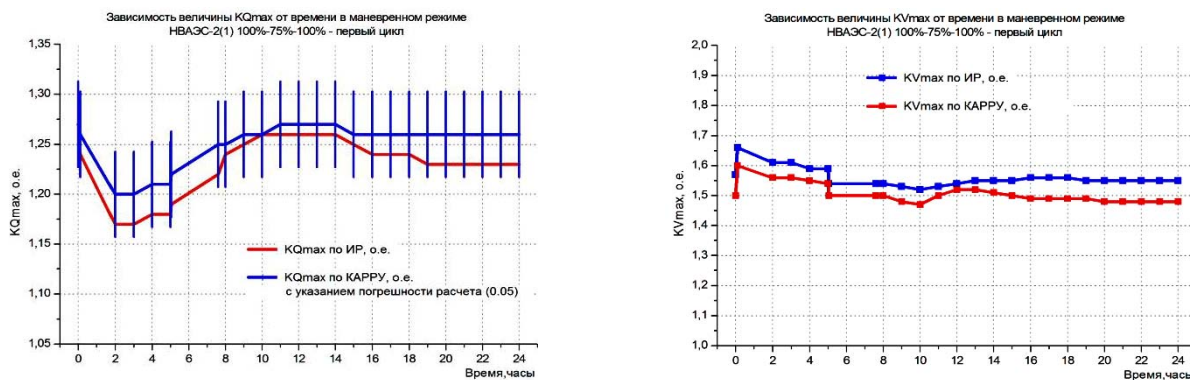 Зависимость величины KQmax от времени в маневренном режиме
НВАЭС-2(1) 100%-75%-100% - первый цикл
1,35
1,30
1,25
1,20
1,15
1,10
1,05
KQmax, о.е.
KQmax по ИР, о.е.
KQmax по КАРРУ, о.е.
с указанием погрешности расчета (0.05)
0 2 4 6 8 10 12 14 16 18 20 22 24
Время,часы
Зависимость величины KVmax от времени в маневренном режиме
НВАЭС-2(1) 100%-75%-100% - первый цикл
2,0
1,9
1,8
1,7
1,6
1,5
1,4
1,3
1,2
1,1
1,0
KVmax, о.е.
KVmax по ИР, о.е.
KVmax по КАРРУ, о.е.
0 2 4 6 8 10 12 14 16 18 20 22 24
Время,часы